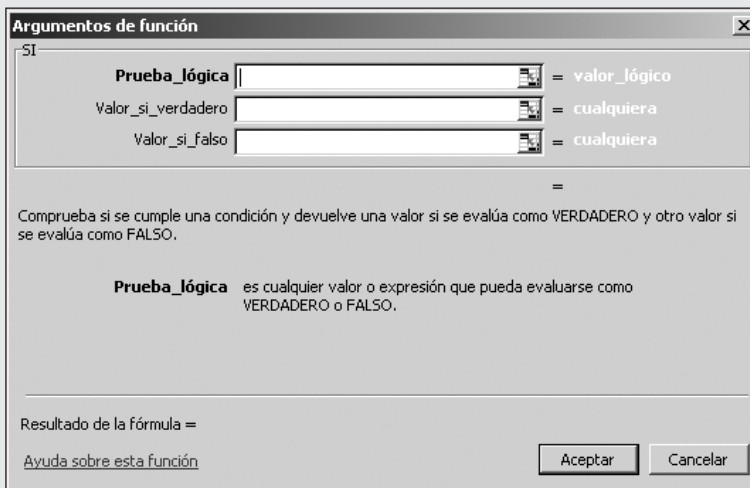 Argumentos de función
SI
Prueba_lógica = valor_lógico
Valor_si_verdadero = cualquiera
Valor_si_falso = cualquiera
=
Comprueba si se cumple una condición y devuelve una valor si se evalúa como VERDADERO y otro valor si
se evalúa como FALSO.
Prueba_lógica es cualquier valor o expresión que pueda evaluarse como
VERDADERO o FALSO.
Resultado de la fórmula =
Ayuda sobre esta función Aceptar Cancelar